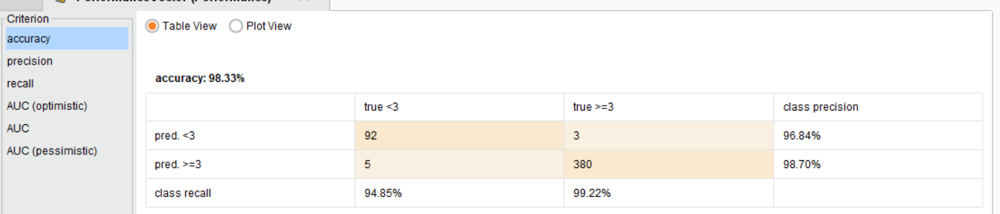 Criterion
accuracy
precision
recall
AUC (optimistic)
AUC
AUC (pessimistic)
Table View Plot View
accuracy: 98.33%
true <3 true >=3 class precision
pred. <3 92 3 96.84%
pred. >=3 5 380 98.70%
class recall 94.85% 99.22%